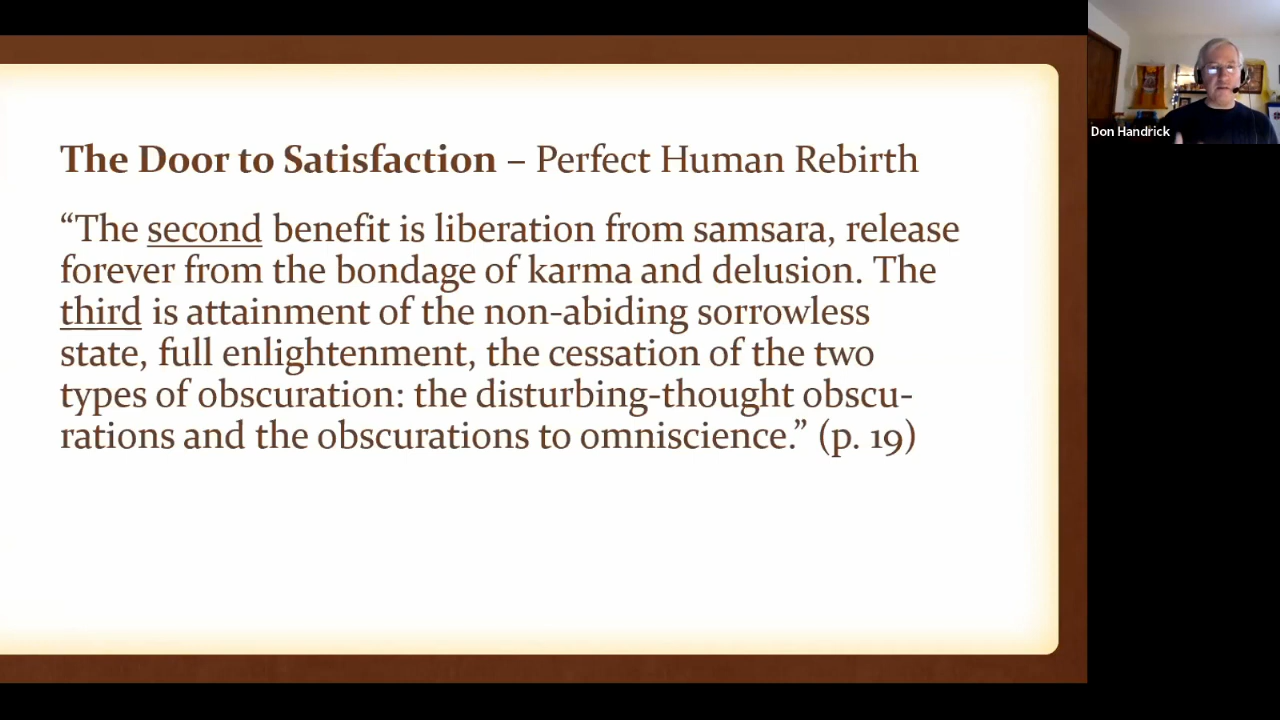 The Door to Satisfaction – Perfect Human Rebirth
“The second benefit is liberation from samsara, release
forever from the bondage of karma and delusion. The
third is attainment of the non-abiding sorrowless
state, full enlightenment, the cessation of the two
types of obscuration: the disturbing-thought obscu-
rations and the obscurations to omniscience.” (p. 19)
Don Handrick